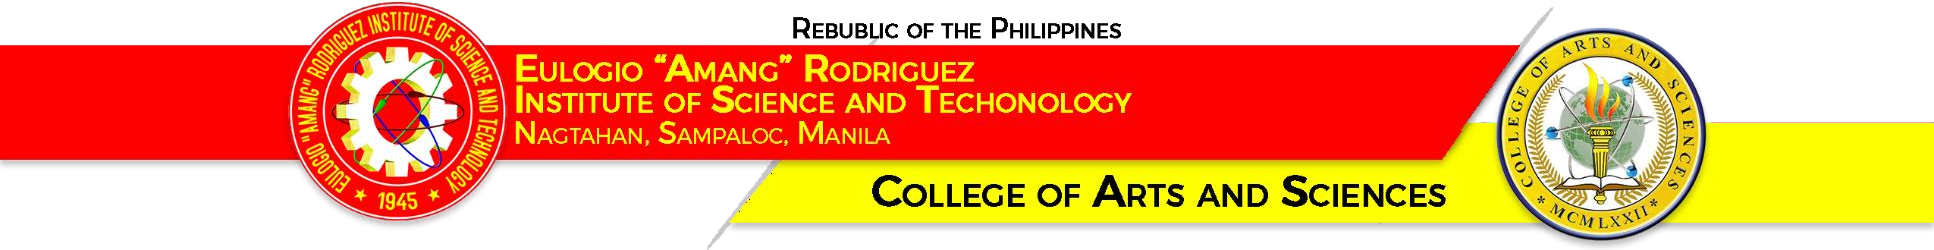 REBUBLIC OF THE PHILIPPINES
EULOGIO “AMANG” RODRIGUEZ
INSTITUTE OF SCIENCE AND TECHONOLOGY
NAGTAHAN, SAMPALOC, MANILA
COLLEGE OF ARTS AND SCIENCES
EULOGIO "AMANG" RODRIGUEZ INSTITUTE OF SCIENCE AND TECHNOLOGY
★ 1945 ★
COLLEGE OF ARTS AND SCIENCES
* MCMLXXII *